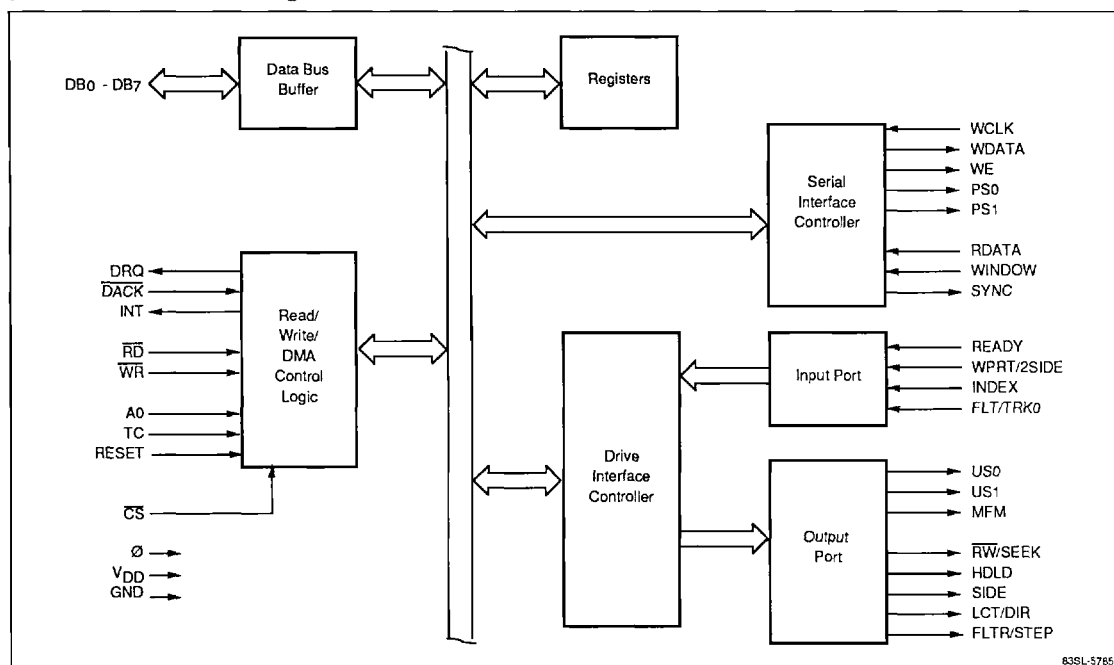 DB0 - DB7
Data Bus
Buffer
Registers
Serial
Interface
Controller
WCLK
WDATA
WE
PS0
PS1
RDATA
WINDOW
SYNC
DRQ
DACK
INT
RD
WR
A0
TC
RESET
CS
Ø
VDD
GND
Read/
Write/
DMA
Control
Logic
Drive
Interface
Controller
Input Port
READY
WPRT/2SIDE
INDEX
FLT/TRK0
Output
Port
US0
US1
MFM
RW/SEEK
HDLD
SIDE
LCT/DIR
FLTR/STEP
83SL-5785